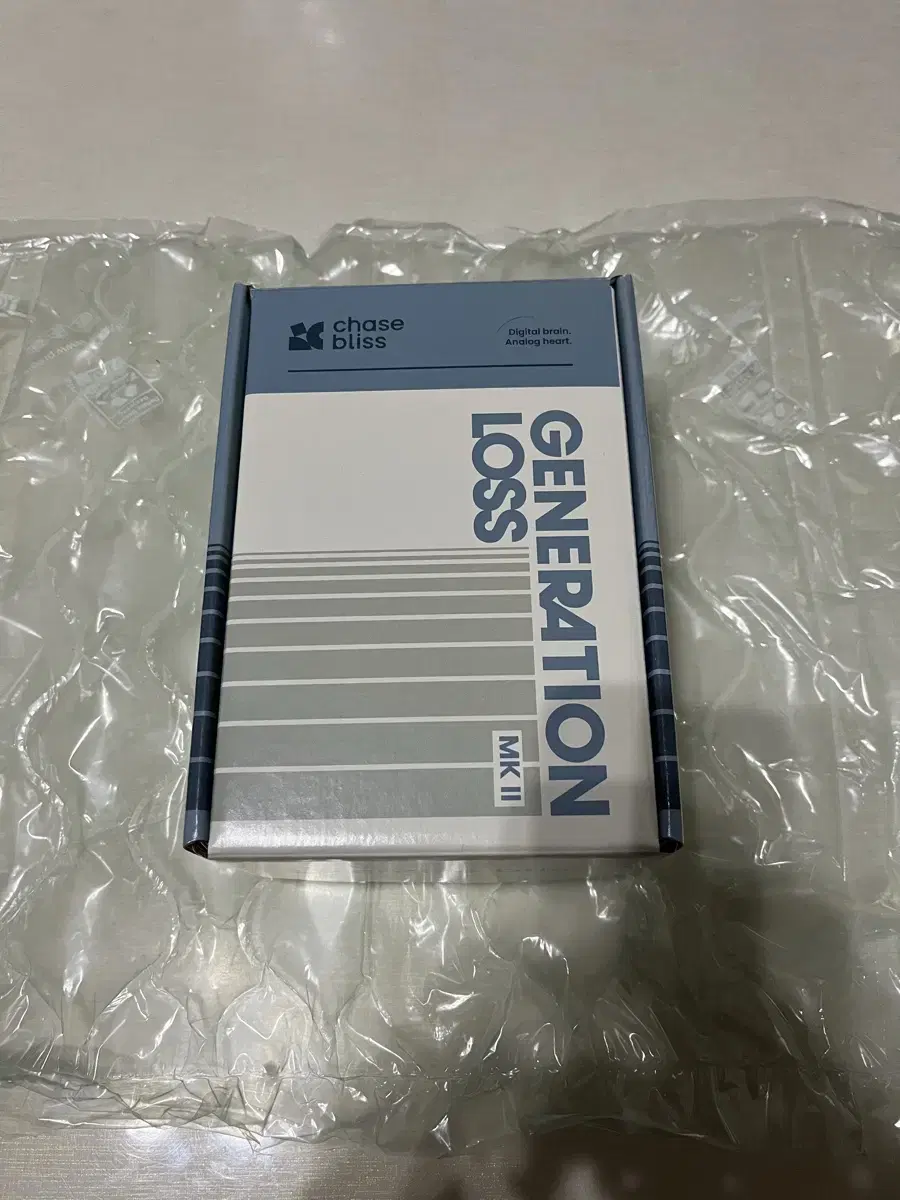 chase
bliss
Digital brain.
Analog heart.
GENERATION
LOSS
MK II